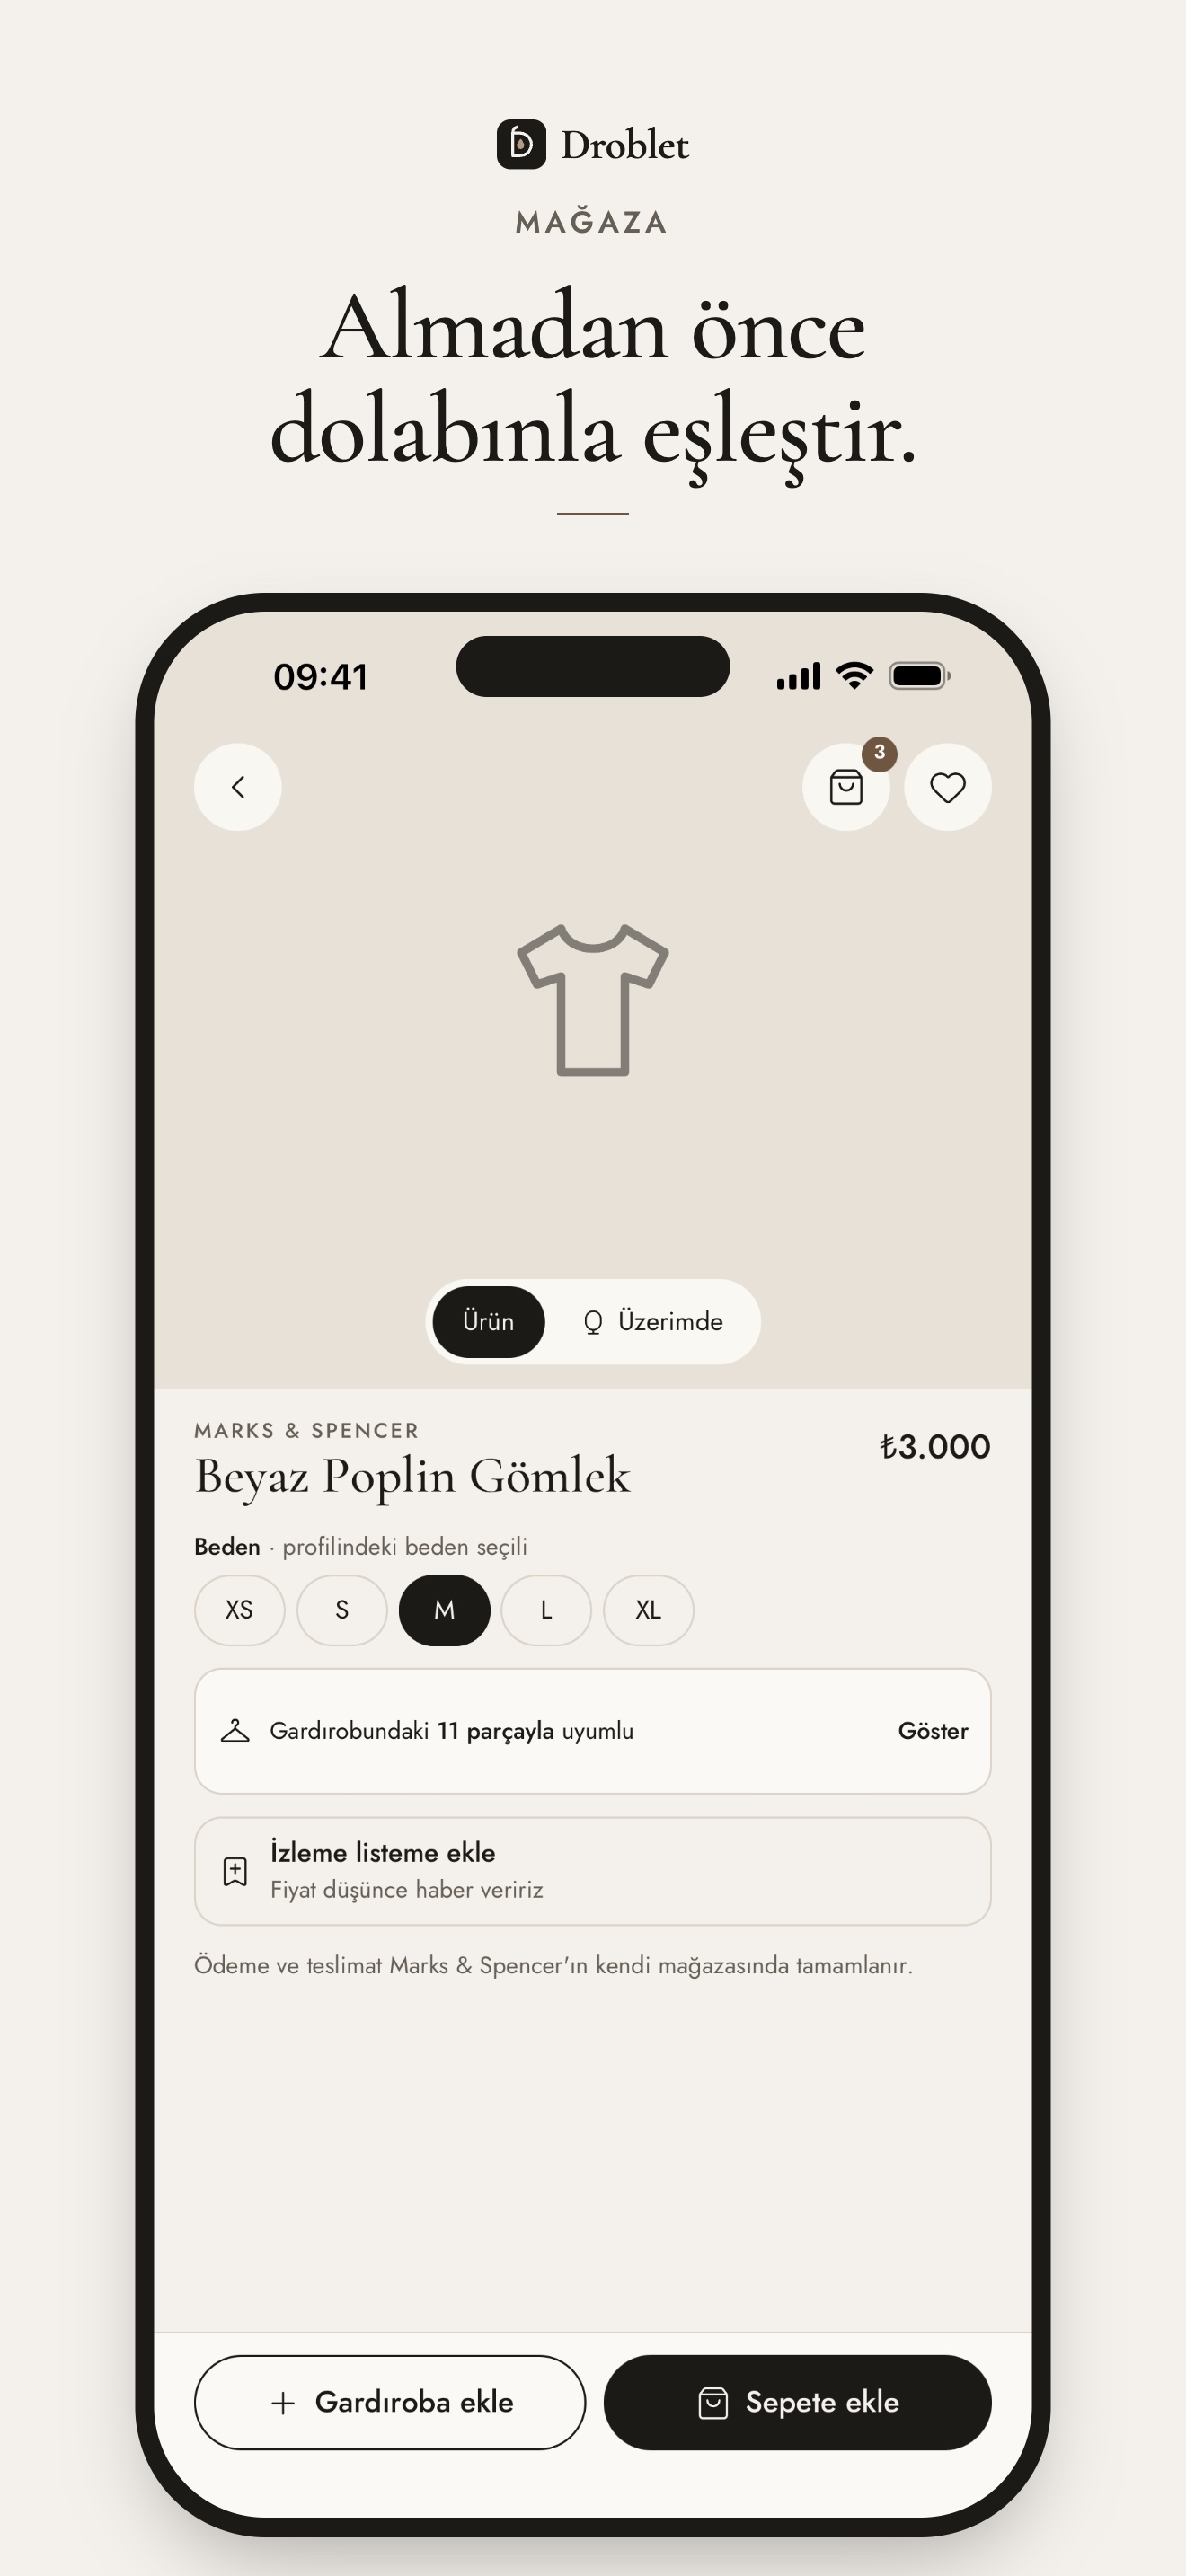 Droblet
MAĞAZA
Almadan önce
dolabınla eşleştir.
09:41
3
Ürün
Üzerimde
MARKS & SPENCER
₺3.000
Beyaz Poplin Gömlek
Beden · profilindeki beden seçili
XS
S
M
L
XL
Gardırobundaki 11 parçayla uyumlu
Göster
İzleme listeme ekle
Fiyat düşünce haber veririz
Ödeme ve teslimat Marks & Spencer'ın kendi mağazasında tamamlanır.
Gardıroba ekle
Sepete ekle